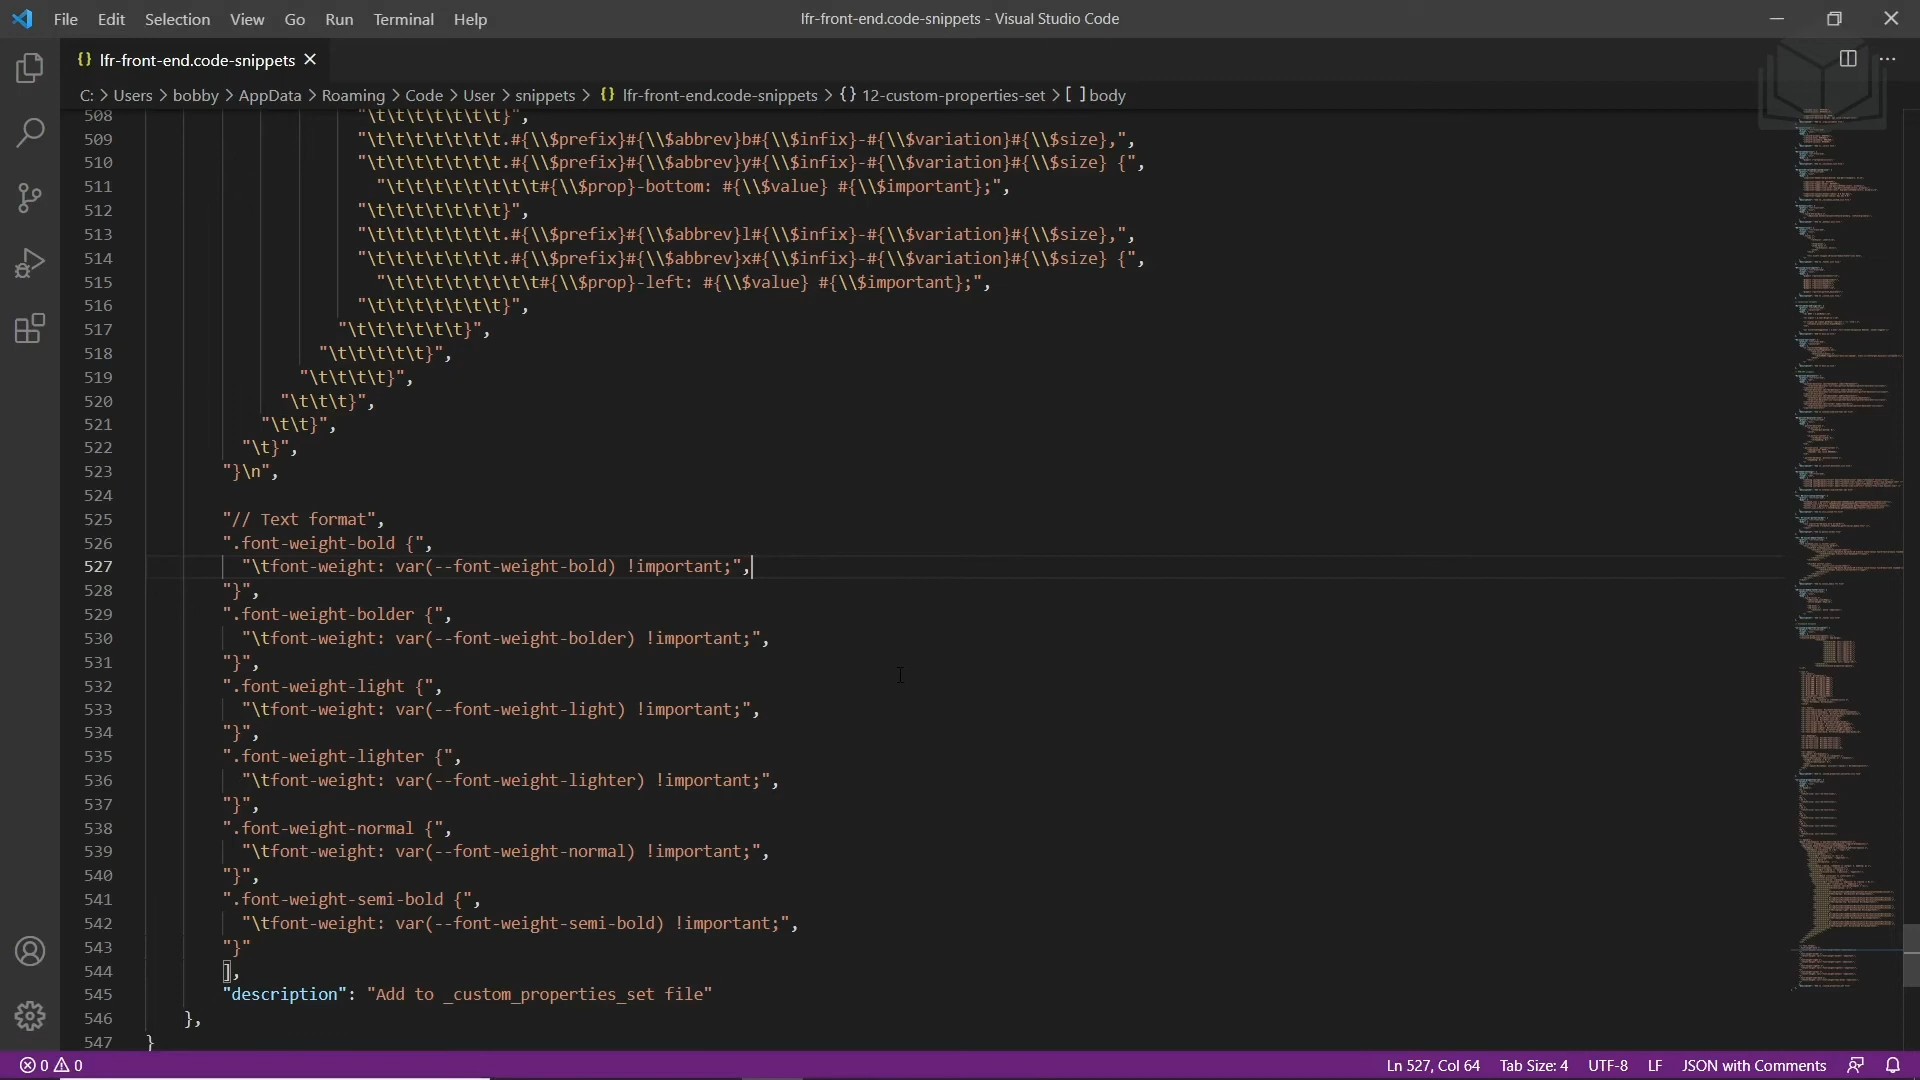 File Edit Selection View Go Run Terminal Help
lfr-front-end.code-snippets - Visual Studio Code
{} lfr-front-end.code-snippets
C: > Users > bobby > AppData > Roaming > Code > User > snippets > {} lfr-front-end.code-snippets > {} 12-custom-properties-set > [ ] body
508 "\t\t\t\t\t\t\t}",
509 "\t\t\t\t\t\t\t.#{\\$prefix}#{\\$abbrev}b#{\\$infix}-#{\\$variation}#{\\$size},",
510 "\t\t\t\t\t\t\t.#{\\$prefix}#{\\$abbrev}y#{\\$infix}-#{\\$variation}#{\\$size} {",
511 "\t\t\t\t\t\t\t\t#{\\$prop}-bottom: #{\\$value} #{\\$important};",
512 "\t\t\t\t\t\t\t}",
513 "\t\t\t\t\t\t\t.#{\\$prefix}#{\\$abbrev}l#{\\$infix}-#{\\$variation}#{\\$size},",
514 "\t\t\t\t\t\t\t.#{\\$prefix}#{\\$abbrev}x#{\\$infix}-#{\\$variation}#{\\$size} {",
515 "\t\t\t\t\t\t\t\t#{\\$prop}-left: #{\\$value} #{\\$important};",
516 "\t\t\t\t\t\t\t}",
517 "\t\t\t\t\t\t}",
518 "\t\t\t\t\t}",
519 "\t\t\t\t}",
520 "\t\t\t}",
521 "\t\t}",
522 "\t}",
523 "}\n",
524
525 "// Text format",
526 ".font-weight-bold {",
527 "\tfont-weight: var(--font-weight-bold) !important;",
528 "}",
529 ".font-weight-bolder {",
530 "\tfont-weight: var(--font-weight-bolder) !important;",
531 "}",
532 ".font-weight-light {",
533 "\tfont-weight: var(--font-weight-light) !important;",
534 "}",
535 ".font-weight-lighter {",
536 "\tfont-weight: var(--font-weight-lighter) !important;",
537 "}",
538 ".font-weight-normal {",
539 "\tfont-weight: var(--font-weight-normal) !important;",
540 "}",
541 ".font-weight-semi-bold {",
542 "\tfont-weight: var(--font-weight-semi-bold) !important;",
543 "}"
544 ],
545 "description": "Add to _custom_properties_set file"
546 },
547 }
0 0 Ln 527, Col 64 Tab Size: 4 UTF-8 LF JSON with Comments